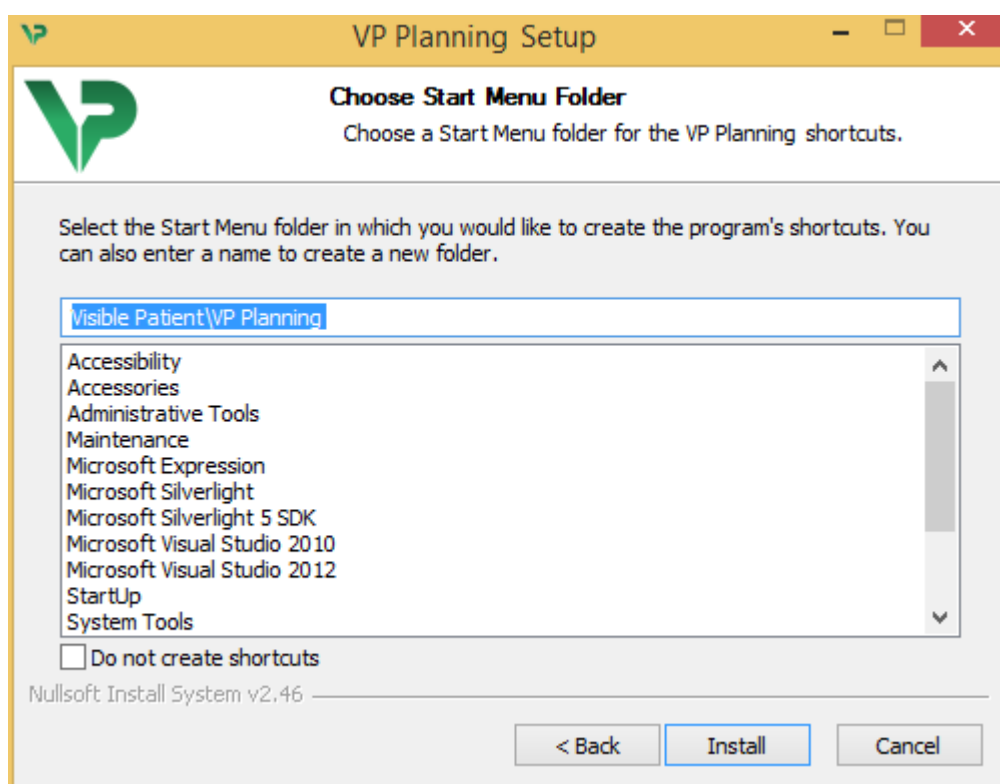 VP Planning Setup
VP
Choose Start Menu Folder
Choose a Start Menu folder for the VP Planning shortcuts.
Select the Start Menu folder in which you would like to create the program's shortcuts. You
can also enter a name to create a new folder.
Visible Patient\VP Planning
Accessibility
Accessories
Administrative Tools
Maintenance
Microsoft Expression
Microsoft Silverlight
Microsoft Silverlight 5 SDK
Microsoft Visual Studio 2010
Microsoft Visual Studio 2012
StartUp
System Tools
Do not create shortcuts
Nullsoft Install System v2.46
< Back Install Cancel